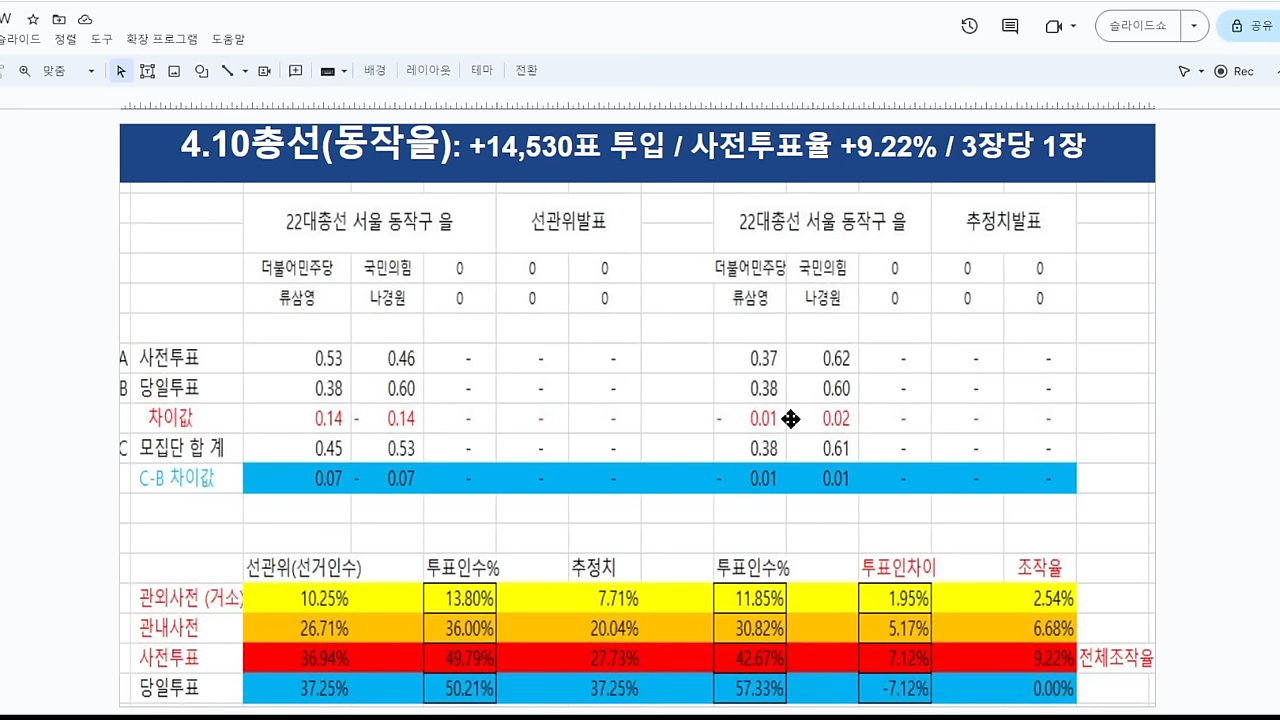 W
슬라이드 정렬 도구 확장 프로그램 도움말
슬라이드쇼
공유
맞춤
배경 레이아웃 테마 전환
Rec
4.10총선(동작을): +14,530표 투입 / 사전투표율 +9.22% / 3장당 1장
22대총선 서울 동작구 을 선관위발표 22대총선 서울 동작구 을 추정치발표
더불어민주당 국민의힘 0 0 0 더불어민주당 국민의힘 0 0 0
류삼영 나경원 0 0 0 류삼영 나경원 0 0 0
A 사전투표 0.53 0.46 - - - 0.37 0.62 - - -
B 당일투표 0.38 0.60 - - - 0.38 0.60 - - -
차이값 0.14 - 0.14 - - - - 0.01 0.02 - - -
C 모집단 합 계 0.45 0.53 - - - 0.38 0.61 - - -
C-B 차이값 0.07 - 0.07 - - - - 0.01 0.01 - - -
선관위(선거인수) 투표인수% 추정치 투표인수% 투표인차이 조작율
관외사전 (거소) 10.25% 13.80% 7.71% 11.85% 1.95% 2.54%
관내사전 26.71% 36.00% 20.04% 30.82% 5.17% 6.68%
사전투표 36.94% 49.79% 27.73% 42.67% 7.12% 9.22% 전체조작율
당일투표 37.25% 50.21% 37.25% 57.33% -7.12% 0.00%